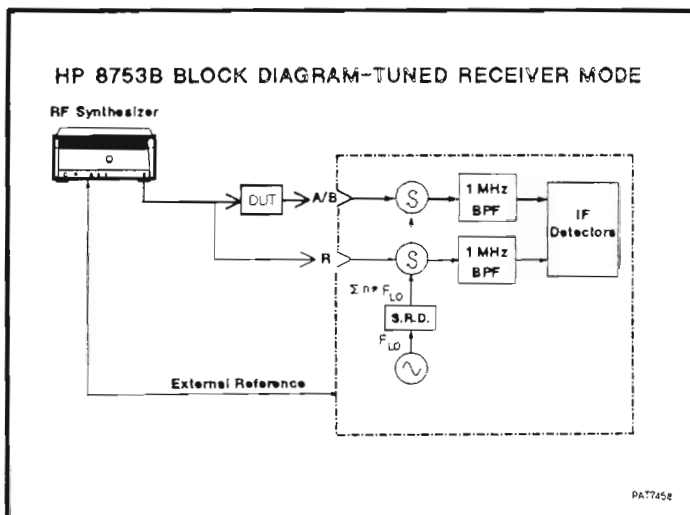 HP 8753B BLOCK DIAGRAM-TUNED RECEIVER MODE
RF Synthesizer
DUT
A/B
S
1 MHz
BPF
IF
Detectors
R
S
1 MHz
BPF
Σn*F_LO
S.R.D.
F_LO
External Reference
PAT7458